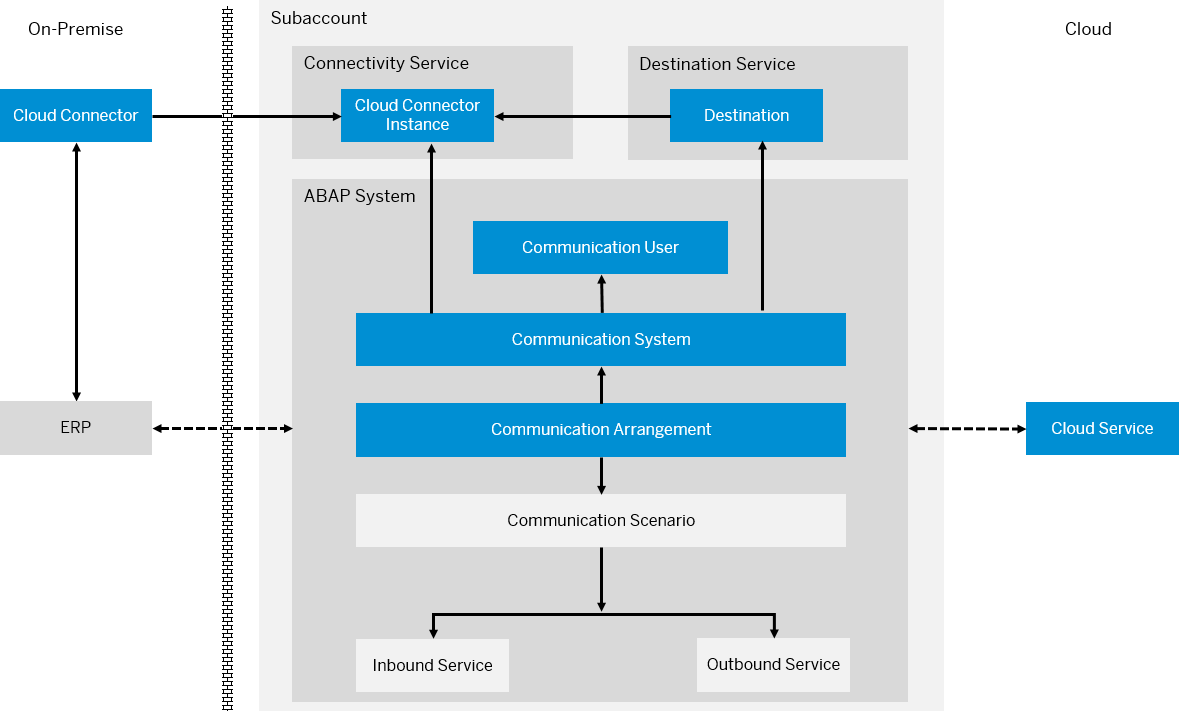 On-Premise
Subaccount
Cloud
Connectivity Service
Destination Service
Cloud Connector
Cloud Connector
Instance
Destination
ABAP System
Communication User
Communication System
ERP
Communication Arrangement
Cloud Service
Communication Scenario
Inbound Service
Outbound Service